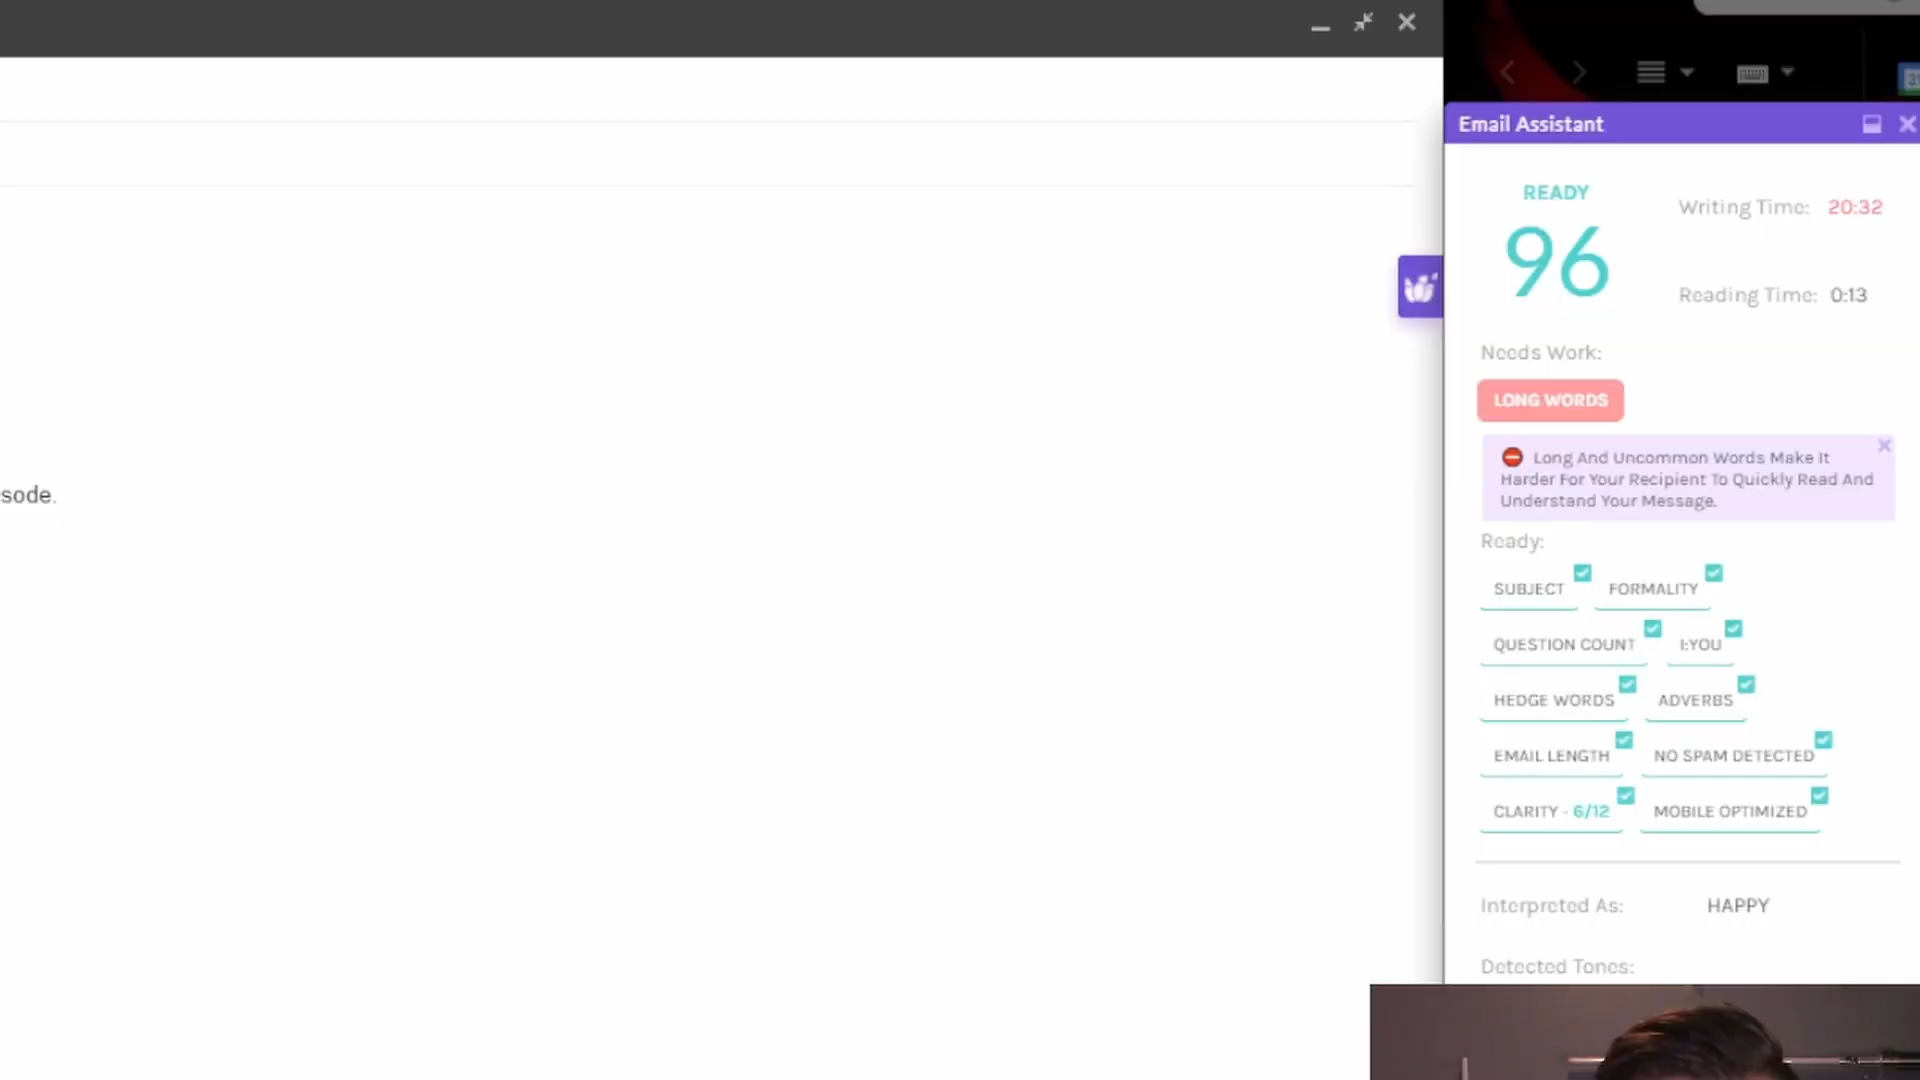 Email Assistant
READY
96
Writing Time: 20:32
Reading Time: 0:13
Needs Work:
LONG WORDS
Long And Uncommon Words Make It
Harder For Your Recipient To Quickly Read And
Understand Your Message.
sode.
Ready:
SUBJECT FORMALITY
QUESTION COUNT I:YOU
HEDGE WORDS ADVERBS
EMAIL LENGTH NO SPAM DETECTED
CLARITY - 6/12 MOBILE OPTIMIZED
Interpreted As: HAPPY
Detected Tones: